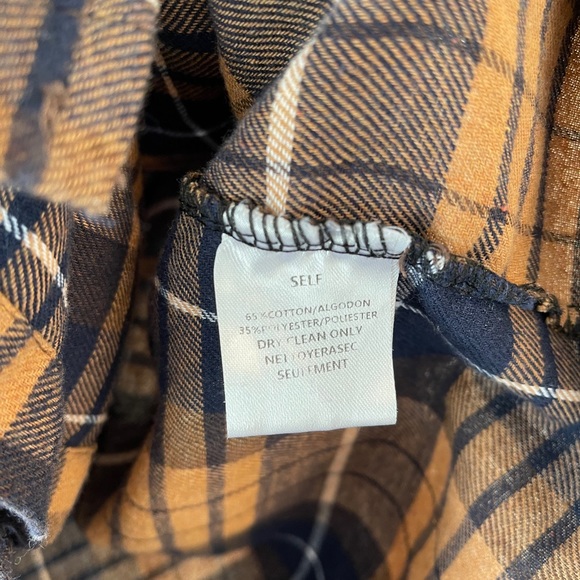 SELF
65%COTTON/ALGODON
35%POLYESTER/POLIESTER
DRY CLEAN ONLY
NETTOYERASEC
SEULEMENT